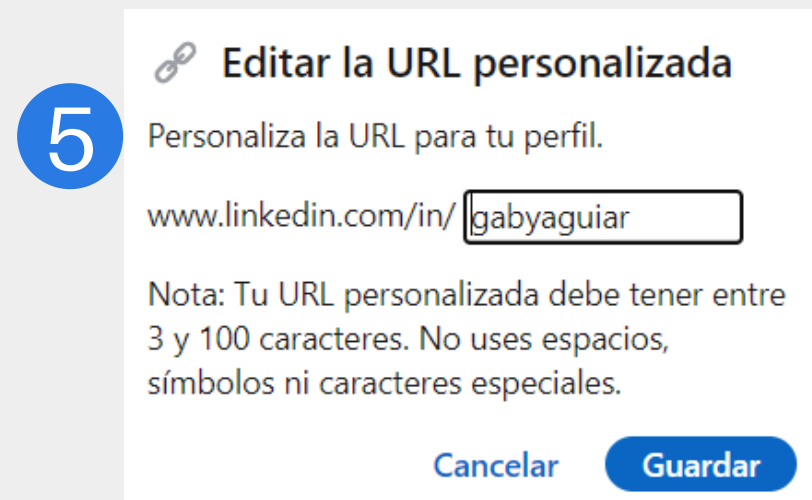 Editar la URL personalizada
5
Personaliza la URL para tu perfil.
www.linkedin.com/in/ gabyaguiar
Nota: Tu URL personalizada debe tener entre
3 y 100 caracteres. No uses espacios,
símbolos ni caracteres especiales.
Cancelar Guardar